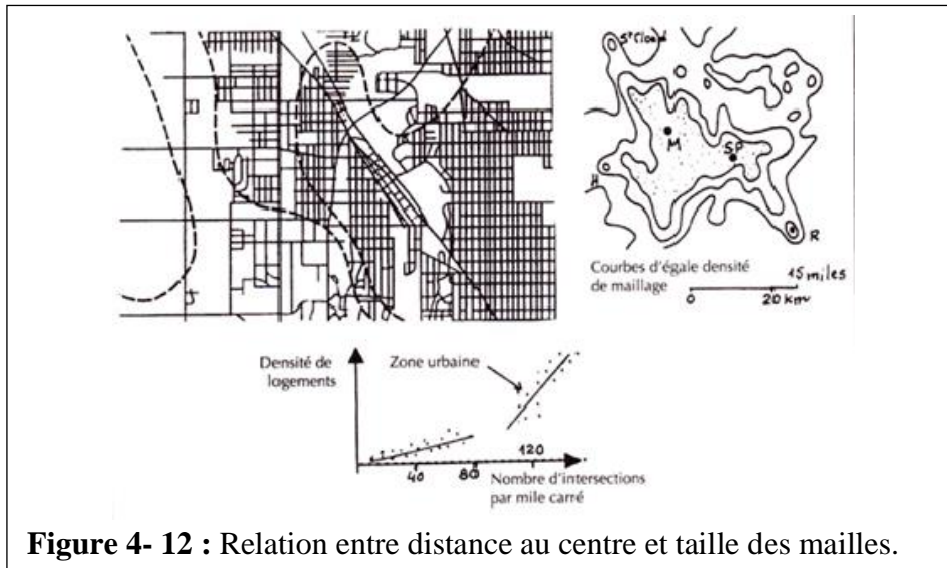 St Cloud
M
SP
H
R
Courbes d'égale densité
de maillage
15 miles
0 20 km
Densité de
logements
Zone urbaine
40 80 120
Nombre d'intersections
par mile carré
Figure 4- 12 : Relation entre distance au centre et taille des mailles.